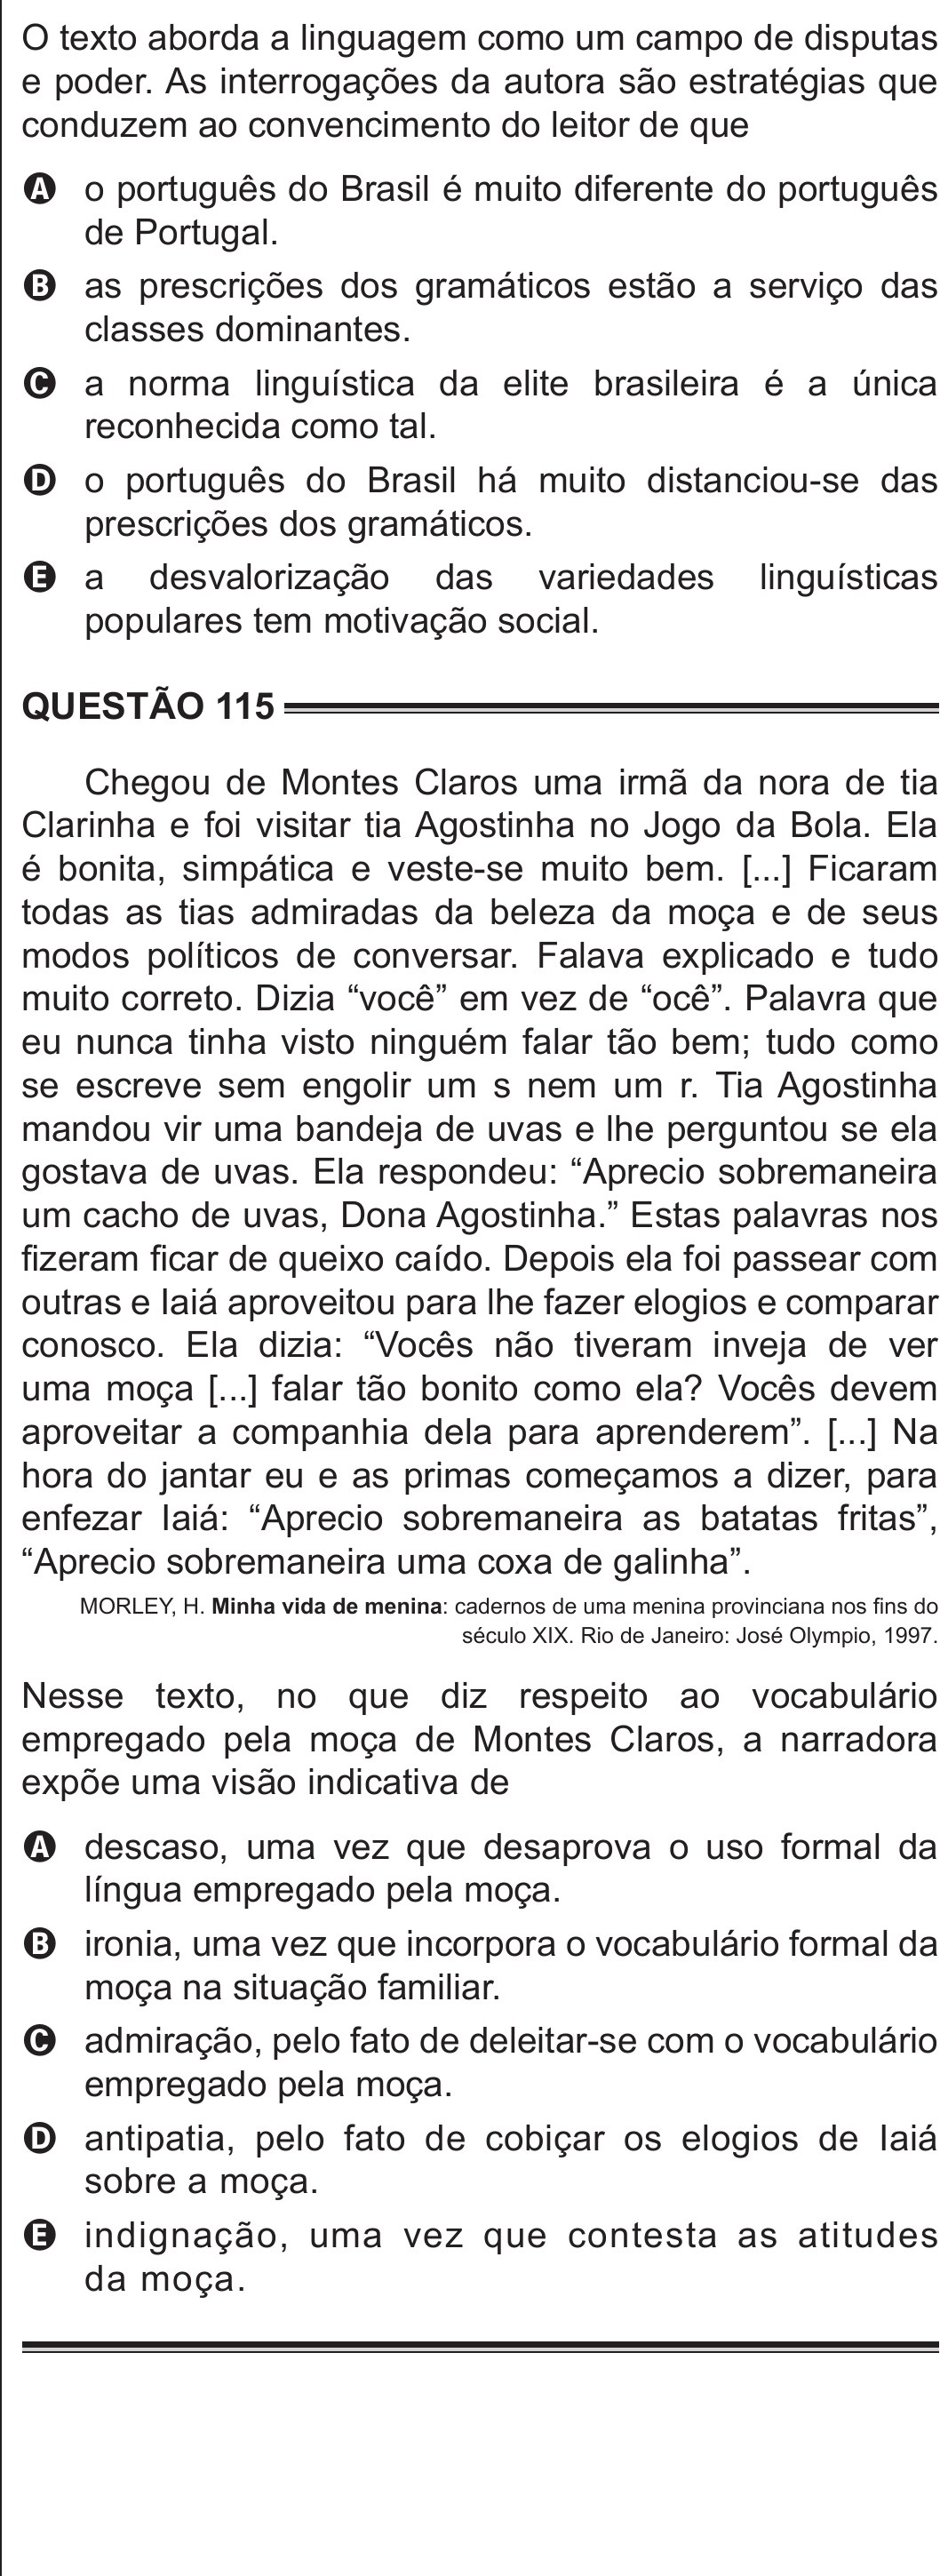 O texto aborda a linguagem como um campo de disputas
e poder. As interrogações da autora são estratégias que
conduzem ao convencimento do leitor de que
A o português do Brasil é muito diferente do português
de Portugal.
B as prescrições dos gramáticos estão a serviço das
classes dominantes.
C a norma linguística da elite brasileira é a única
reconhecida como tal.
D o português do Brasil há muito distanciou-se das
prescrições dos gramáticos.
E a desvalorização das variedades linguísticas
populares tem motivação social.
QUESTÃO 115
Chegou de Montes Claros uma irmã da nora de tia
Clarinha e foi visitar tia Agostinha no Jogo da Bola. Ela
é bonita, simpática e veste-se muito bem. [...] Ficaram
todas as tias admiradas da beleza da moça e de seus
modos políticos de conversar. Falava explicado e tudo
muito correto. Dizia “você” em vez de “ocê”. Palavra que
eu nunca tinha visto ninguém falar tão bem; tudo como
se escreve sem engolir um s nem um r. Tia Agostinha
mandou vir uma bandeja de uvas e lhe perguntou se ela
gostava de uvas. Ela respondeu: “Aprecio sobremaneira
um cacho de uvas, Dona Agostinha.” Estas palavras nos
fizeram ficar de queixo caído. Depois ela foi passear com
outras e Iaiá aproveitou para lhe fazer elogios e comparar
conosco. Ela dizia: “Vocês não tiveram inveja de ver
uma moça [...] falar tão bonito como ela? Vocês devem
aproveitar a companhia dela para aprenderem”. [...] Na
hora do jantar eu e as primas começamos a dizer, para
enfezar Iaiá: “Aprecio sobremaneira as batatas fritas”,
“Aprecio sobremaneira uma coxa de galinha”.
MORLEY, H. Minha vida de menina: cadernos de uma menina provinciana nos fins do
século XIX. Rio de Janeiro: José Olympio, 1997.
Nesse texto, no que diz respeito ao vocabulário
empregado pela moça de Montes Claros, a narradora
expõe uma visão indicativa de
A descaso, uma vez que desaprova o uso formal da
língua empregado pela moça.
B ironia, uma vez que incorpora o vocabulário formal da
moça na situação familiar.
C admiração, pelo fato de deleitar-se com o vocabulário
empregado pela moça.
D antipatia, pelo fato de cobiçar os elogios de Iaiá
sobre a moça.
E indignação, uma vez que contesta as atitudes
da moça.